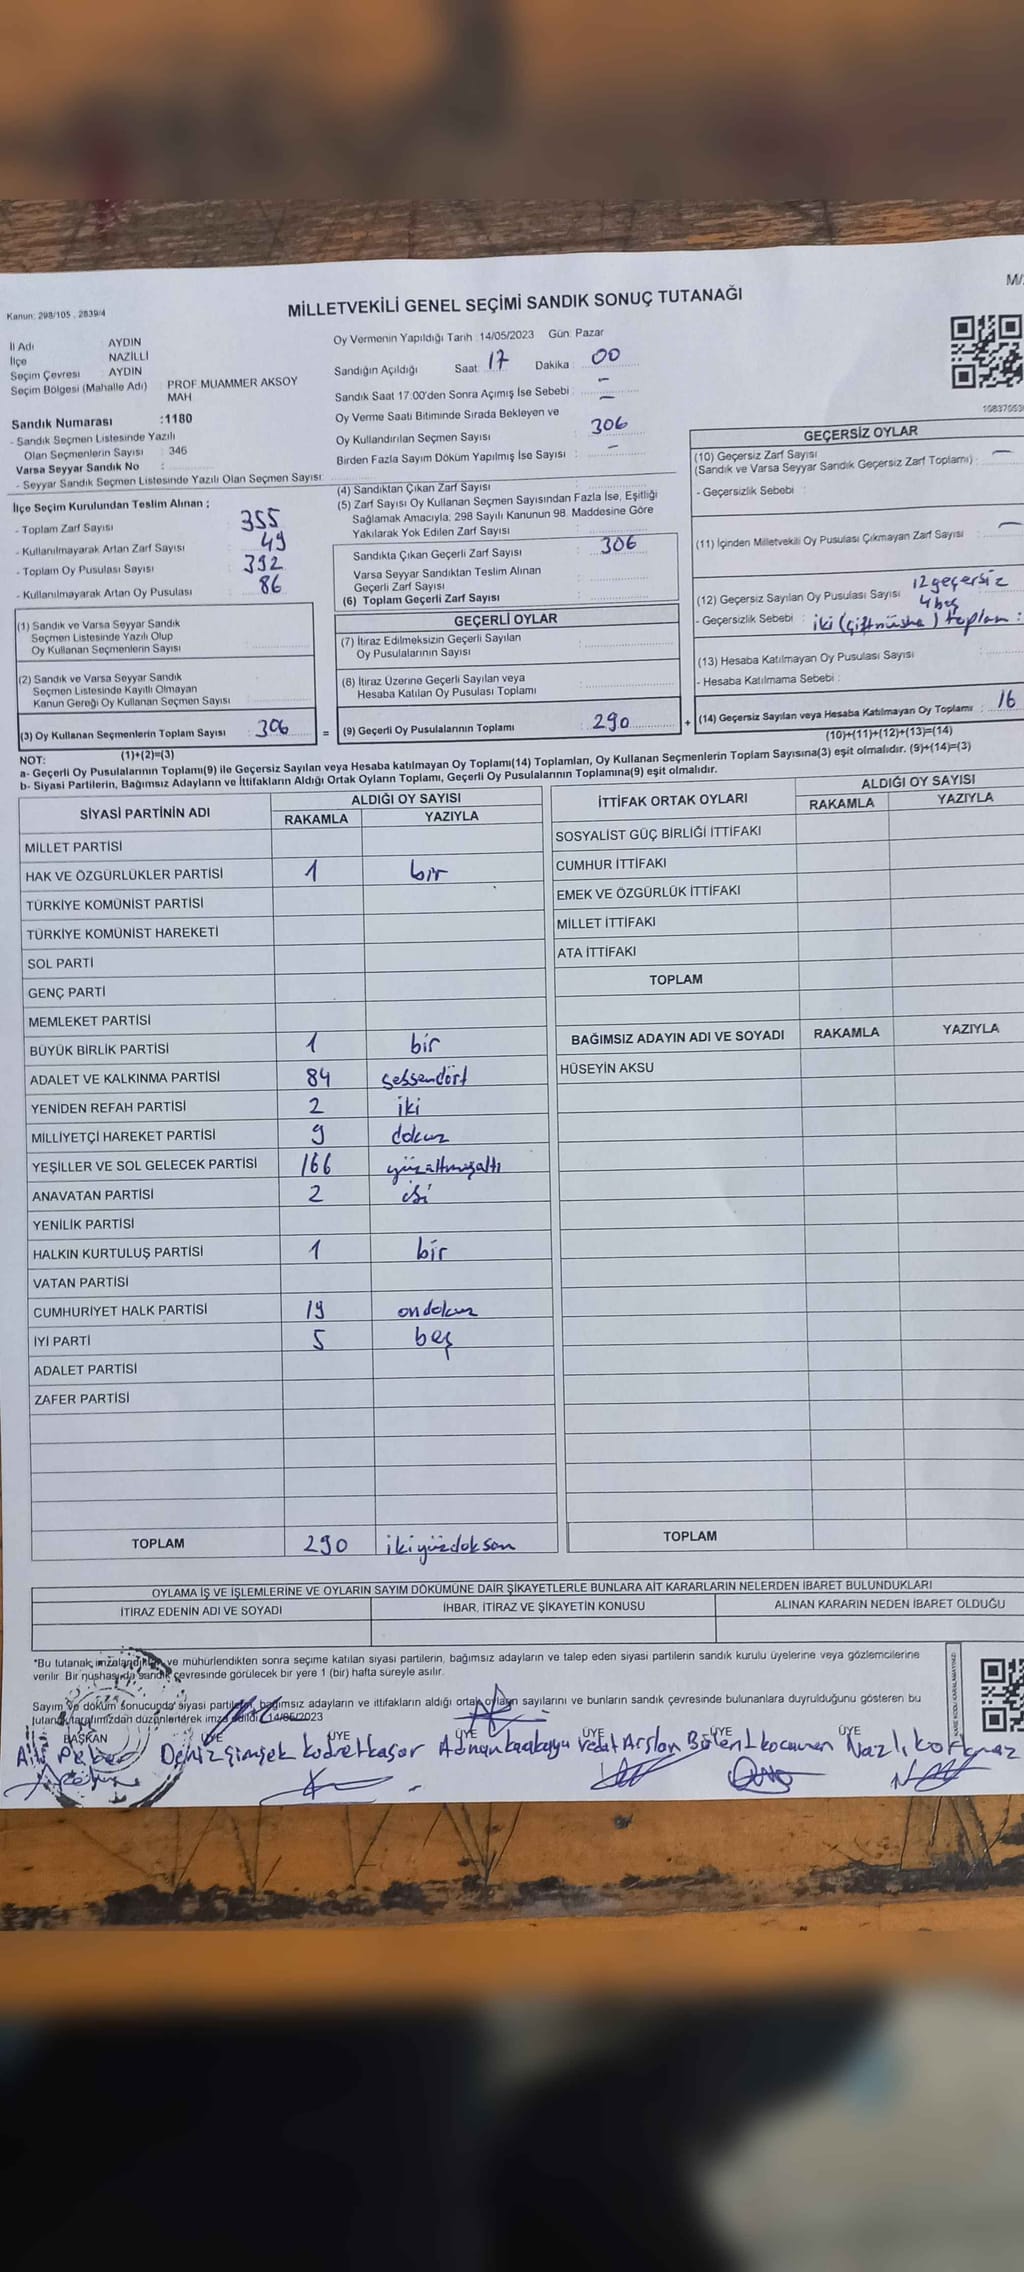 M/
Kanun: 298/105 , 2839/4
MİLLETVEKİLİ GENEL SEÇİMİ SANDIK SONUÇ TUTANAĞI
İl Adı AYDIN
İlçe NAZİLLİ
Seçim Çevresi AYDIN
Seçim Bölgesi (Mahalle Adı) PROF MUAMMER AKSOY MAH
Sandık Numarası :1180
- Sandık Seçmen Listesinde Yazılı
Olan Seçmenlerin Sayısı : 346
Varsa Seyyar Sandık No :
- Seyyar Sandık Seçmen Listesinde Yazılı Olan Seçmen Sayısı:
Oy Vermenin Yapıldığı Tarih : 14/05/2023 Gün: Pazar
Sandığın Açıldığı Saat: 17 Dakika : 00
Sandık Saat 17:00'den Sonra Açımış İse Sebebi : –
Oy Verme Saati Bitiminde Sırada Bekleyen ve –
Oy Kullandırılan Seçmen Sayısı : 306
Birden Fazla Sayım Döküm Yapılmış İse Sayısı : –
İlçe Seçim Kurulundan Teslim Alınan ;
- Toplam Zarf Sayısı : 355
- Kullanılmayarak Artan Zarf Sayısı : 49
- Toplam Oy Pusulası Sayısı : 392
- Kullanılmayarak Artan Oy Pusulası : 86
(1) Sandık ve Varsa Seyyar Sandık
Seçmen Listesinde Yazılı Olup
Oy Kullanan Seçmenlerin Sayısı
(2) Sandık ve Varsa Seyyar Sandık
Seçmen Listesinde Kayıtlı Olmayan
Kanun Gereği Oy Kullanan Seçmen Sayısı
(3) Oy Kullanan Seçmenlerin Toplam Sayısı : 306
(1)+(2)=(3)
(4) Sandıktan Çıkan Zarf Sayısı
(5) Zarf Sayısı Oy Kullanan Seçmen Sayısından Fazla İse, Eşitliği
Sağlamak Amacıyla; 298 Sayılı Kanunun 98. Maddesine Göre
Yakılarak Yok Edilen Zarf Sayısı
Sandıkta Çıkan Geçerli Zarf Sayısı : 306
Varsa Seyyar Sandıktan Teslim Alınan
Geçerli Zarf Sayısı
(6) Toplam Geçerli Zarf Sayısı
GEÇERLİ OYLAR
(7) İtiraz Edilmeksizin Geçerli Sayılan
Oy Pusulalarının Sayısı
(8) İtiraz Üzerine Geçerli Sayılan veya
Hesaba Katılan Oy Pusulası Toplamı
= (9) Geçerli Oy Pusulalarının Toplamı : 290 +
GEÇERSİZ OYLAR
(10) Geçersiz Zarf Sayısı –
(Sandık ve Varsa Seyyar Sandık Geçersiz Zarf Toplamı) :
- Geçersizlik Sebebi :
(11) İçinden Milletvekili Oy Pusulası Çıkmayan Zarf Sayısı : –
(12) Geçersiz Sayılan Oy Pusulası Sayısı : 12 geçersiz
4 boş
- Geçersizlik Sebebi : iki (çiftmüsha) toplam :
(13) Hesaba Katılmayan Oy Pusulası Sayısı
- Hesaba Katılmama Sebebi :
(14) Geçersiz Sayılan veya Hesaba Katılmayan Oy Toplamı : 16
(10)+(11)+(12)+(13)=(14)
NOT:
a- Geçerli Oy Pusulalarının Toplamı(9) ile Geçersiz Sayılan veya Hesaba katılmayan Oy Toplamı(14) Toplamları, Oy Kullanan Seçmenlerin Toplam Sayısına(3) eşit olmalıdır. (9)+(14)=(3)
b- Siyasi Partilerin, Bağımsız Adayların ve İttifakların Aldığı Ortak Oyların Toplamı, Geçerli Oy Pusulalarının Toplamına(9) eşit olmalıdır.
SİYASİ PARTİNİN ADI ALDIĞI OY SAYISI
RAKAMLA YAZIYLA
MİLLET PARTİSİ
HAK VE ÖZGÜRLÜKLER PARTİSİ 1 bir
TÜRKİYE KOMÜNİST PARTİSİ
TÜRKİYE KOMÜNİST HAREKETİ
SOL PARTİ
GENÇ PARTİ
MEMLEKET PARTİSİ
BÜYÜK BİRLİK PARTİSİ 1 bir
ADALET VE KALKINMA PARTİSİ 84 seksendört
YENİDEN REFAH PARTİSİ 2 iki
MİLLİYETÇİ HAREKET PARTİSİ 9 dokuz
YEŞİLLER VE SOL GELECEK PARTİSİ 166 yüzaltmışaltı
ANAVATAN PARTİSİ 2 iki
YENİLİK PARTİSİ
HALKIN KURTULUŞ PARTİSİ 1 bir
VATAN PARTİSİ
CUMHURİYET HALK PARTİSİ 19 ondokuz
İYİ PARTİ 5 beş
ADALET PARTİSİ
ZAFER PARTİSİ
TOPLAM 290 ikiyüzdoksan
İTTİFAK ORTAK OYLARI ALDIĞI OY SAYISI
RAKAMLA YAZIYLA
SOSYALİST GÜÇ BİRLİĞİ İTTİFAKI
CUMHUR İTTİFAKI
EMEK VE ÖZGÜRLÜK İTTİFAKI
MİLLET İTTİFAKI
ATA İTTİFAKI
TOPLAM
BAĞIMSIZ ADAYIN ADI VE SOYADI RAKAMLA YAZIYLA
HÜSEYİN AKSU
TOPLAM
OYLAMA İŞ VE İŞLEMLERİNE VE OYLARIN SAYIM DÖKÜMÜNE DAİR ŞİKAYETLERLE BUNLARA AİT KARARLARIN NELERDEN İBARET BULUNDUKLARI
İTİRAZ EDENİN ADI VE SOYADI İHBAR, İTİRAZ VE ŞİKAYETİN KONUSU ALINAN KARARIN NEDEN İBARET OLDUĞU
*Bu tutanak imzalandıktan ve mühürlendikten sonra seçime katılan siyasi partilerin, bağımsız adayların ve talep eden siyasi partilerin sandık kurulu üyelerine veya gözlemcilerine
verilir. Bir nüshası da sandık çevresinde görülecek bir yere 1 (bir) hafta süreyle asılır.
Sayım ve döküm sonucunda siyasi partilerin, bağımsız adayların ve ittifakların aldığı ortak oyların sayılarını ve bunların sandık çevresinde bulunanlara duyrulduğunu gösteren bu
tutanak tarafımızdan düzenlenerek imza edildi. 14/05/2023
BAŞKAN ÜYE ÜYE ÜYE ÜYE ÜYE ÜYE
Deniz Şimşek Kudret kaşar Adnan karakaya Vedat Arslan Bülent kocaman Nazlı korkmaz